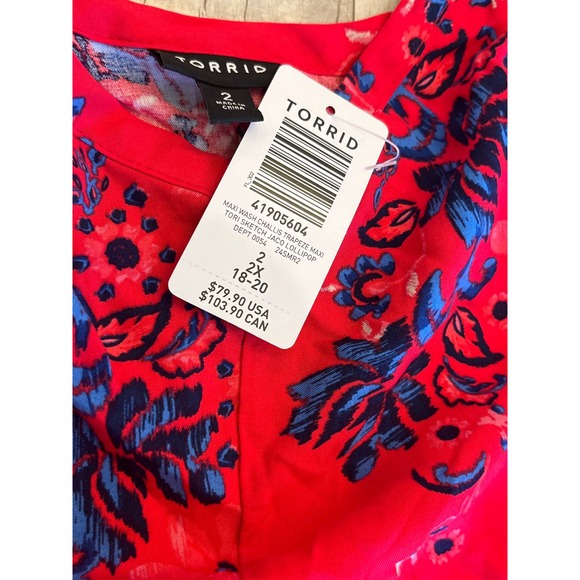 TORRID
2
MADE IN
CHINA
TORRID
41905604
MAXI WASH CHALLIS TRAPEZE MAXI
TORI SKETCH JACO LOLLIPOP
DEPT 0054 24SMR2
2
2X
18-20
$79.90 USA
$103.90 CAN